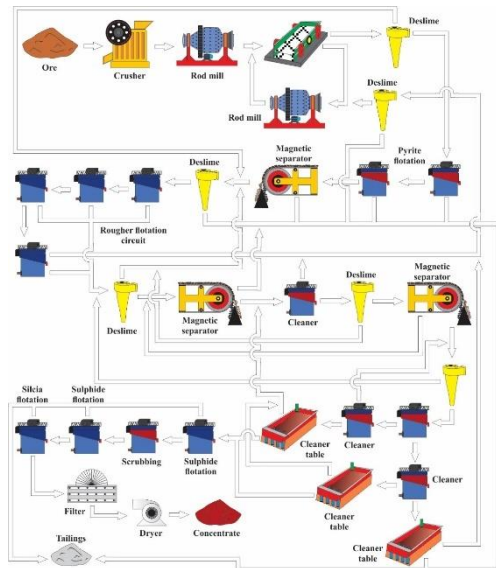 Deslime
Ore
Crusher
Rod mill
Deslime
Rod mill
Magnetic
separator
Pyrite
flotation
Deslime
Rougher flotation
circuit
Deslime
Magnetic
separator
Cleaner
Deslime
Magnetic
separator
Silcia
flotation
Sulphide
flotation
Scrubbing
Sulphide
flotation
Cleaner
table
Cleaner
Cleaner
Filter
Dryer
Concentrate
Cleaner
table
Tailings
Cleaner
table